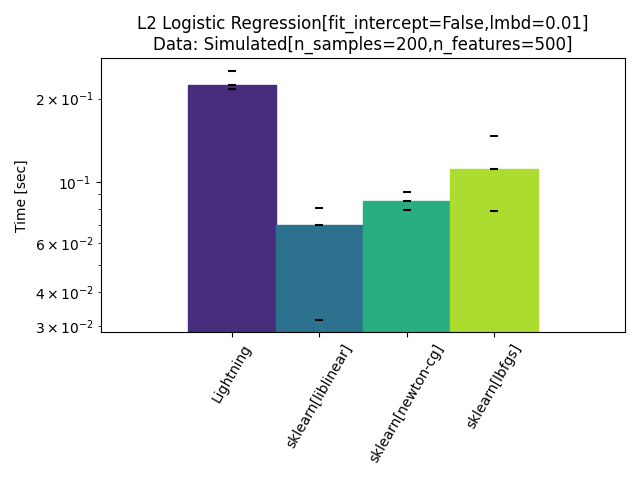 L2 Logistic Regression[fit_intercept=False,lmbd=0.01]
Data: Simulated[n_samples=200,n_features=500]
Time [sec]
2 × 10⁻¹
10⁻¹
6 × 10⁻²
4 × 10⁻²
3 × 10⁻²
Lightning
sklearn[liblinear]
sklearn[newton-cg]
sklearn[lbfgs]